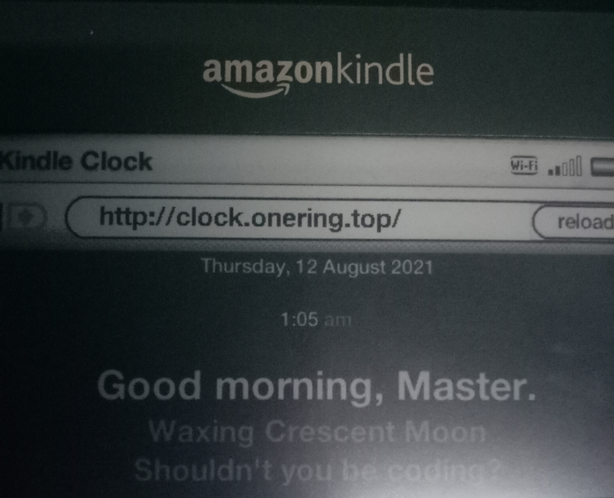 amazonkindle
Kindle Clock Wi-Fi
http://clock.onering.top/ reload
Thursday, 12 August 2021
1:05 am
Good morning, Master.
Waxing Crescent Moon
Shouldn't you be coding?